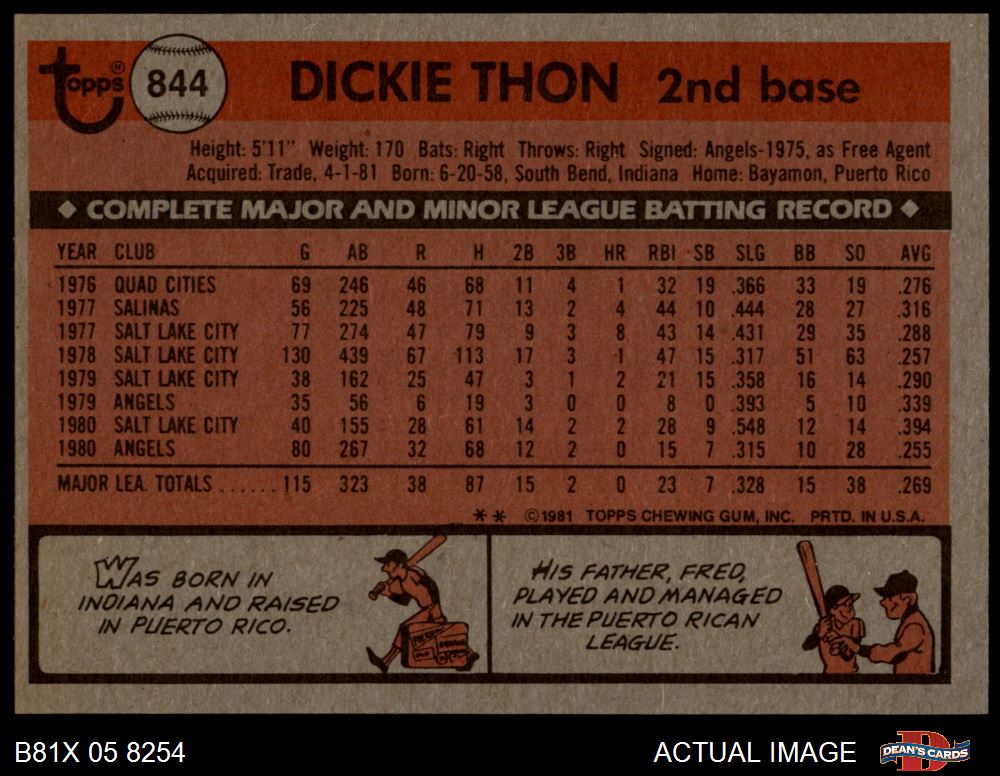 topps® 844 DICKIE THON 2nd base
Height: 5'11" Weight: 170 Bats: Right Throws: Right Signed: Angels-1975, as Free Agent
Acquired: Trade, 4-1-81 Born: 6-20-58, South Bend, Indiana Home: Bayamon, Puerto Rico
◆ COMPLETE MAJOR AND MINOR LEAGUE BATTING RECORD ◆
YEAR CLUB G AB R H 2B 3B HR RBI SB SLG BB SO AVG
1976 QUAD CITIES 69 246 46 68 11 4 1 32 19 .366 33 19 .276
1977 SALINAS 56 225 48 71 13 2 4 44 10 .444 28 27 .316
1977 SALT LAKE CITY 77 274 47 79 9 3 8 43 14 .431 29 35 .288
1978 SALT LAKE CITY 130 439 67 113 17 3 1 47 15 .317 51 63 .257
1979 SALT LAKE CITY 38 162 25 47 3 1 2 21 15 .358 16 14 .290
1979 ANGELS 35 56 6 19 3 0 0 8 0 .393 5 10 .339
1980 SALT LAKE CITY 40 155 28 61 14 2 2 28 9 .548 12 14 .394
1980 ANGELS 80 267 32 68 12 2 0 15 7 .315 10 28 .255
MAJOR LEA. TOTALS ...... 115 323 38 87 15 2 0 23 7 .328 15 38 .269
** ©1981 TOPPS CHEWING GUM, INC. PRTD. IN U.S.A.
WAS BORN IN
INDIANA AND RAISED
IN PUERTO RICO.
HIS FATHER, FRED,
PLAYED AND MANAGED
IN THE PUERTO RICAN
LEAGUE.
B81X 05 8254 ACTUAL IMAGE DEAN'S CARDS